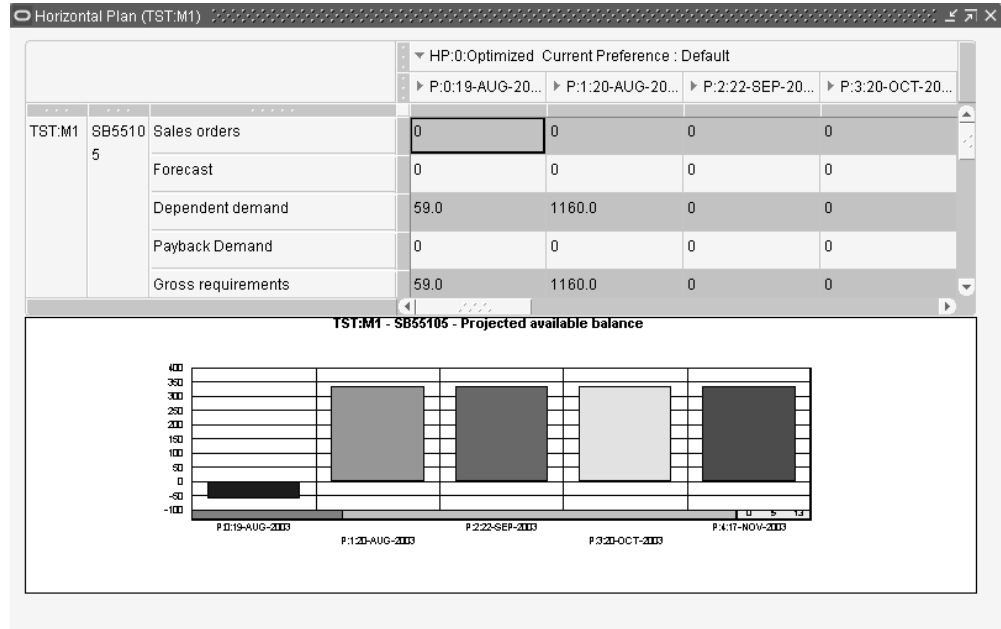 Horizontal Plan (TST:M1)
HP:0:Optimized Current Preference : Default
P:0:19-AUG-20... P:1:20-AUG-20... P:2:22-SEP-20... P:3:20-OCT-20...
TST:M1 SB5510 Sales orders 0 0 0 0
5
Forecast 0 0 0 0
Dependent demand 59.0 1160.0 0 0
Payback Demand 0 0 0 0
Gross requirements 59.0 1160.0 0 0
TST:M1 - SB55105 - Projected available balance
400
350
300
250
200
150
100
50
0
-50
-100
0 5 13
P:0:19-AUG-2003 P:2:22-SEP-2003 P:4:17-NOV-2003
P:1:20-AUG-2003 P:3:20-OCT-2003